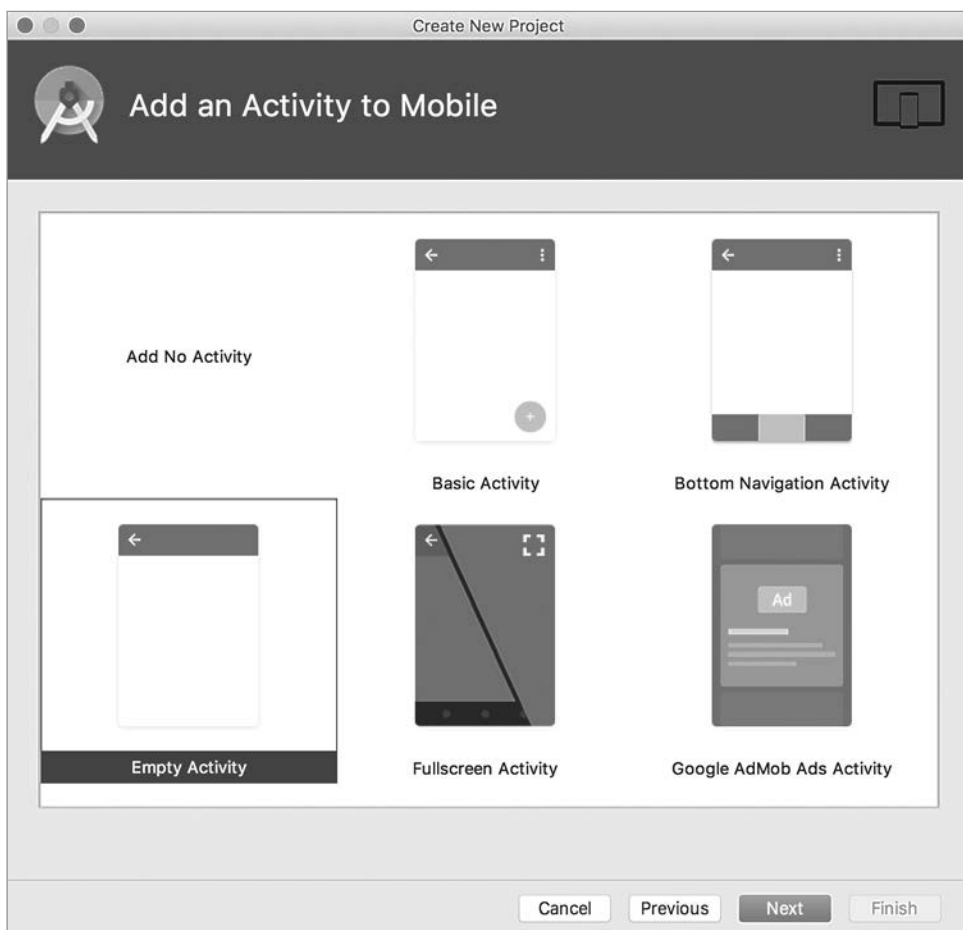 Create New Project
Add an Activity to Mobile
Add No Activity
Basic Activity
Bottom Navigation Activity
Ad
Empty Activity
Fullscreen Activity
Google AdMob Ads Activity
Cancel
Previous
Next
Finish